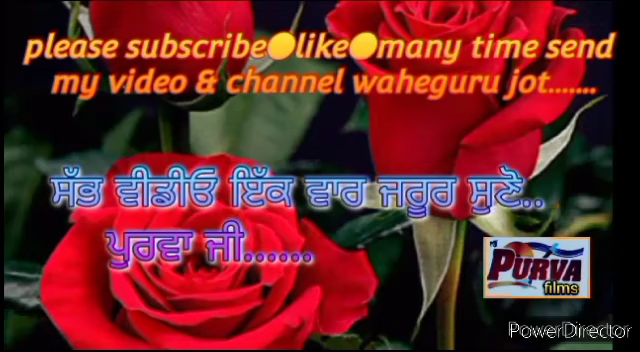 please subscribe●like●many time send
my video & channel waheguru jot.......
ਸੱਭ ਵੀਡੀਓ ਇੱਕ ਵਾਰ ਜਰੂਰ ਸੁਣੋ..
ਪੁਰਵਾ ਜੀ......
PURVA
films
PowerDirector